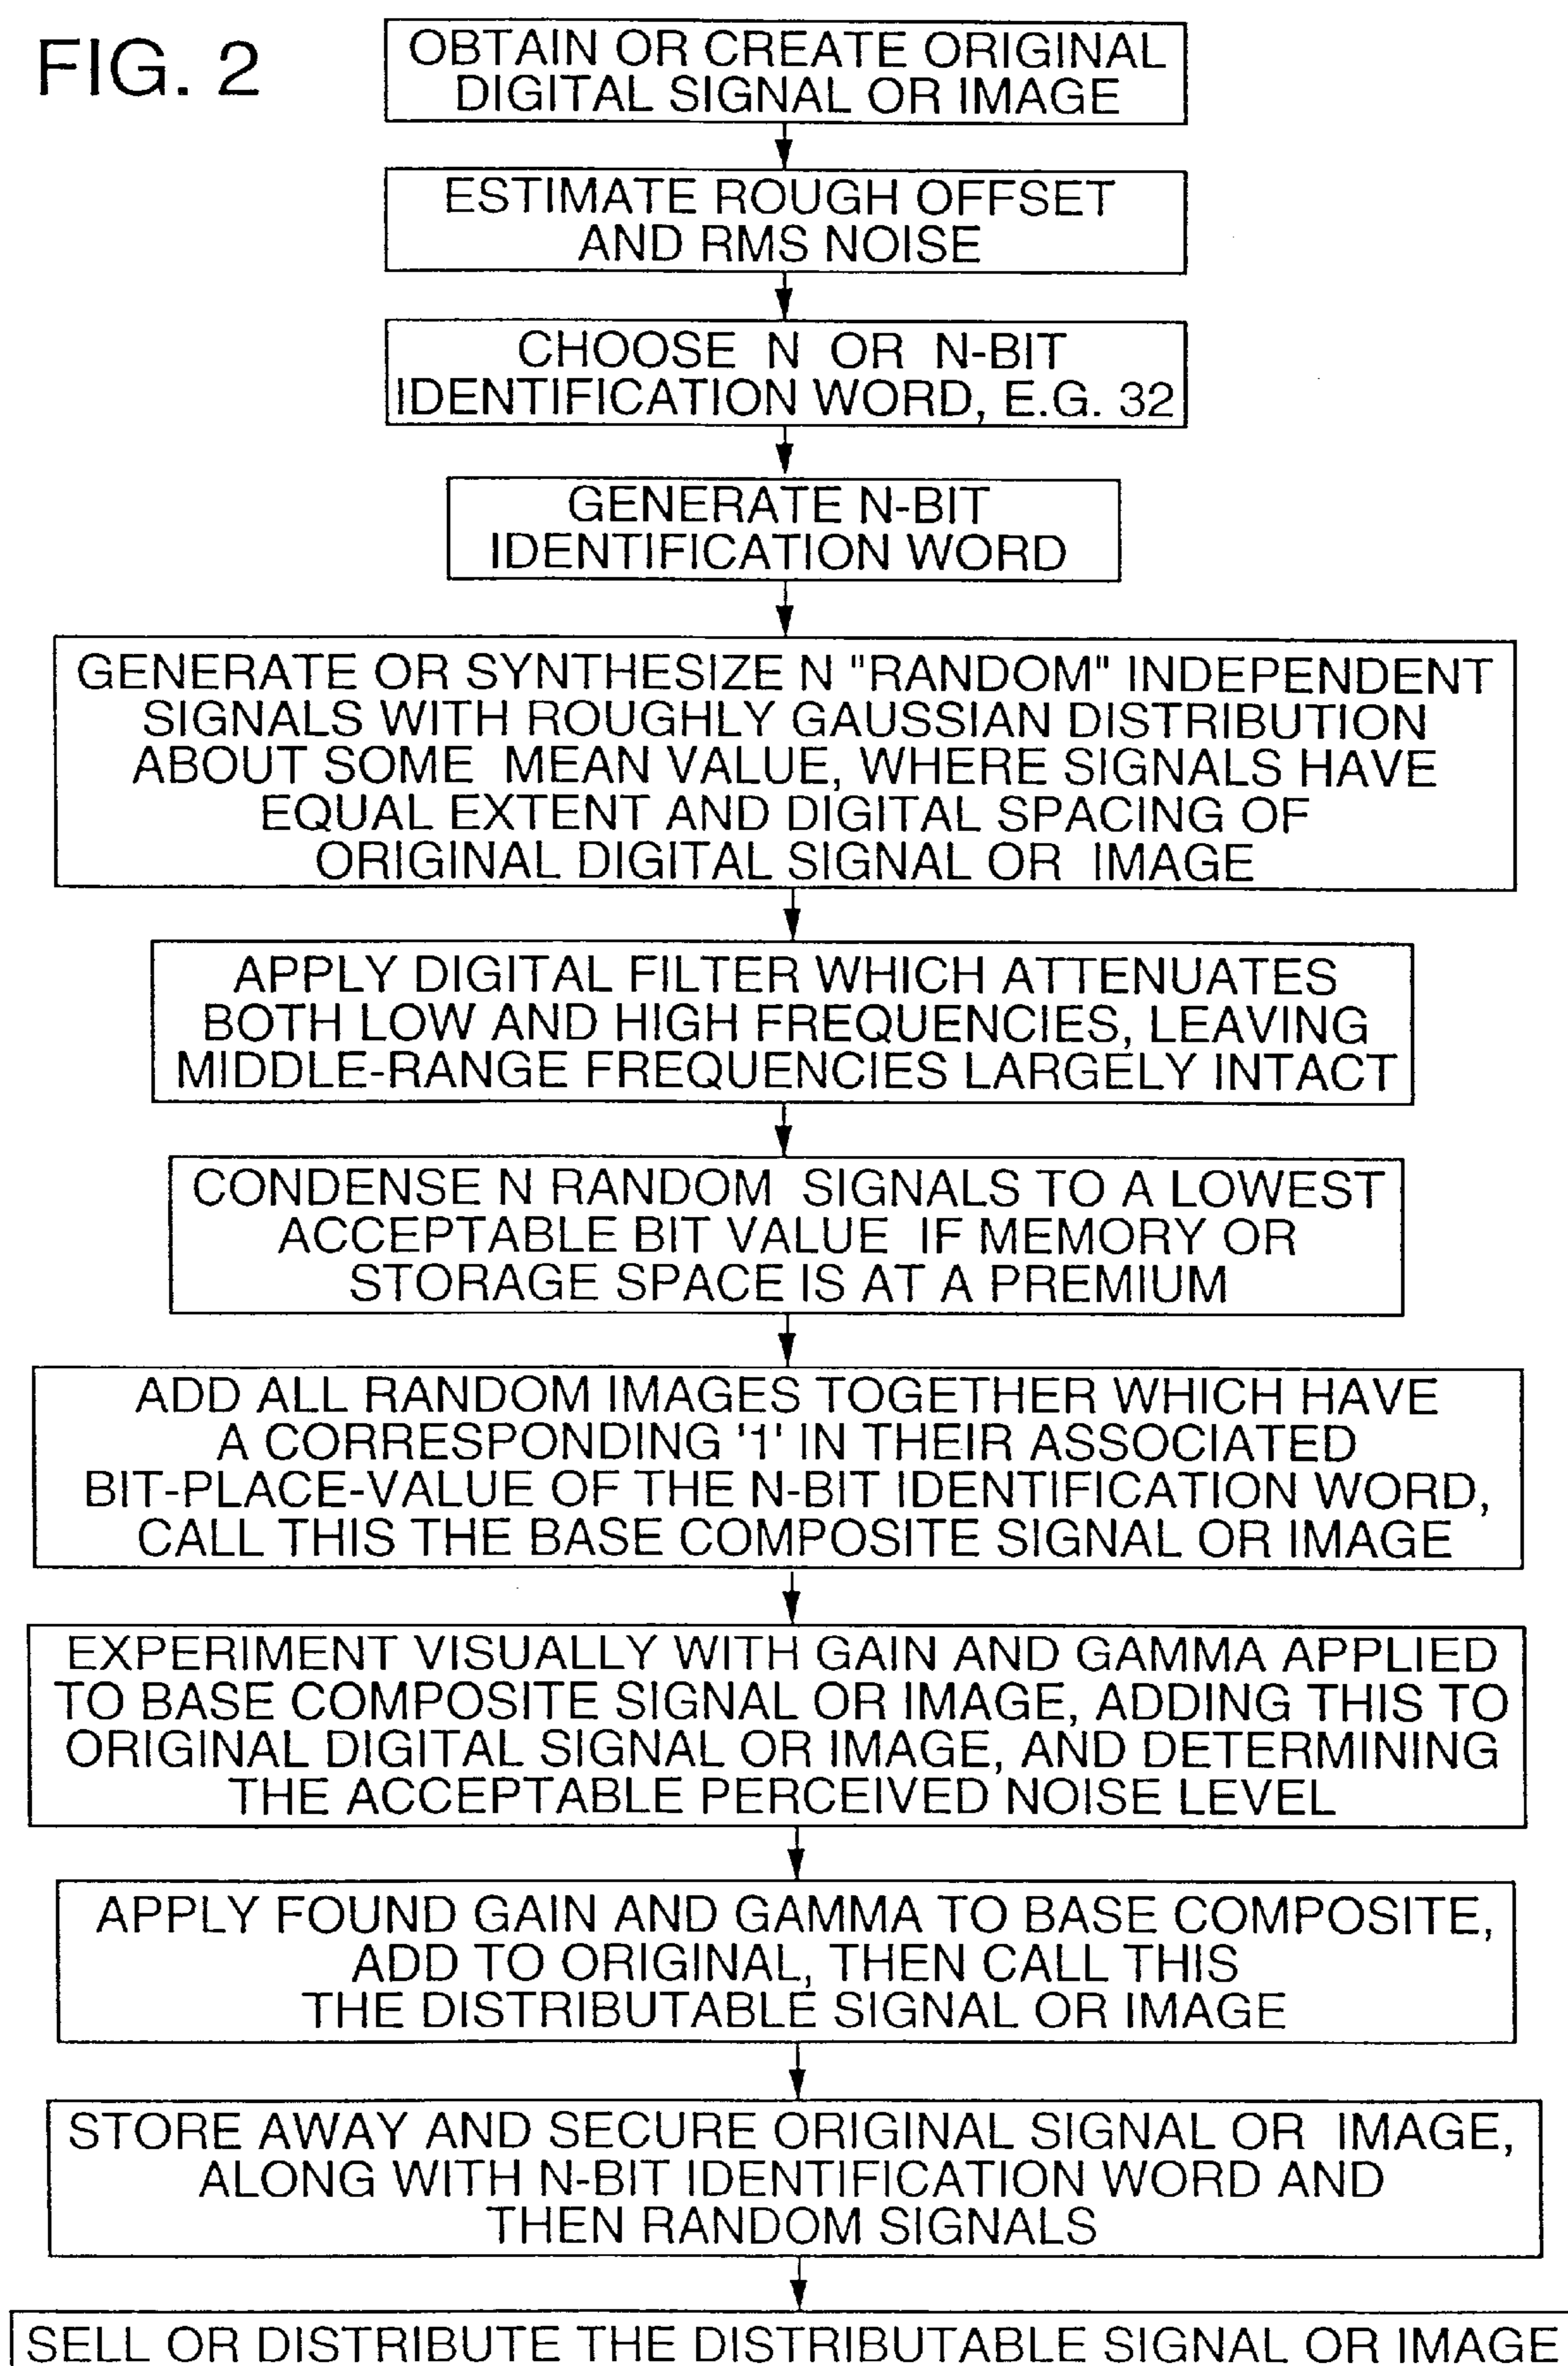 FIG. 2
OBTAIN OR CREATE ORIGINAL
DIGITAL SIGNAL OR IMAGE
ESTIMATE ROUGH OFFSET
AND RMS NOISE
CHOOSE N OR N-BIT
IDENTIFICATION WORD, E.G. 32
GENERATE N-BIT
IDENTIFICATION WORD
GENERATE OR SYNTHESIZE N "RANDOM" INDEPENDENT
SIGNALS WITH ROUGHLY GAUSSIAN DISTRIBUTION
ABOUT SOME MEAN VALUE, WHERE SIGNALS HAVE
EQUAL EXTENT AND DIGITAL SPACING OF
ORIGINAL DIGITAL SIGNAL OR IMAGE
APPLY DIGITAL FILTER WHICH ATTENUATES
BOTH LOW AND HIGH FREQUENCIES, LEAVING
MIDDLE-RANGE FREQUENCIES LARGELY INTACT
CONDENSE N RANDOM SIGNALS TO A LOWEST
ACCEPTABLE BIT VALUE IF MEMORY OR
STORAGE SPACE IS AT A PREMIUM
ADD ALL RANDOM IMAGES TOGETHER WHICH HAVE
A CORRESPONDING '1' IN THEIR ASSOCIATED
BIT-PLACE-VALUE OF THE N-BIT IDENTIFICATION WORD,
CALL THIS THE BASE COMPOSITE SIGNAL OR IMAGE
EXPERIMENT VISUALLY WITH GAIN AND GAMMA APPLIED
TO BASE COMPOSITE SIGNAL OR IMAGE, ADDING THIS TO
ORIGINAL DIGITAL SIGNAL OR IMAGE, AND DETERMINING
THE ACCEPTABLE PERCEIVED NOISE LEVEL
APPLY FOUND GAIN AND GAMMA TO BASE COMPOSITE,
ADD TO ORIGINAL, THEN CALL THIS
THE DISTRIBUTABLE SIGNAL OR IMAGE
STORE AWAY AND SECURE ORIGINAL SIGNAL OR IMAGE,
ALONG WITH N-BIT IDENTIFICATION WORD AND
THEN RANDOM SIGNALS
SELL OR DISTRIBUTE THE DISTRIBUTABLE SIGNAL OR IMAGE